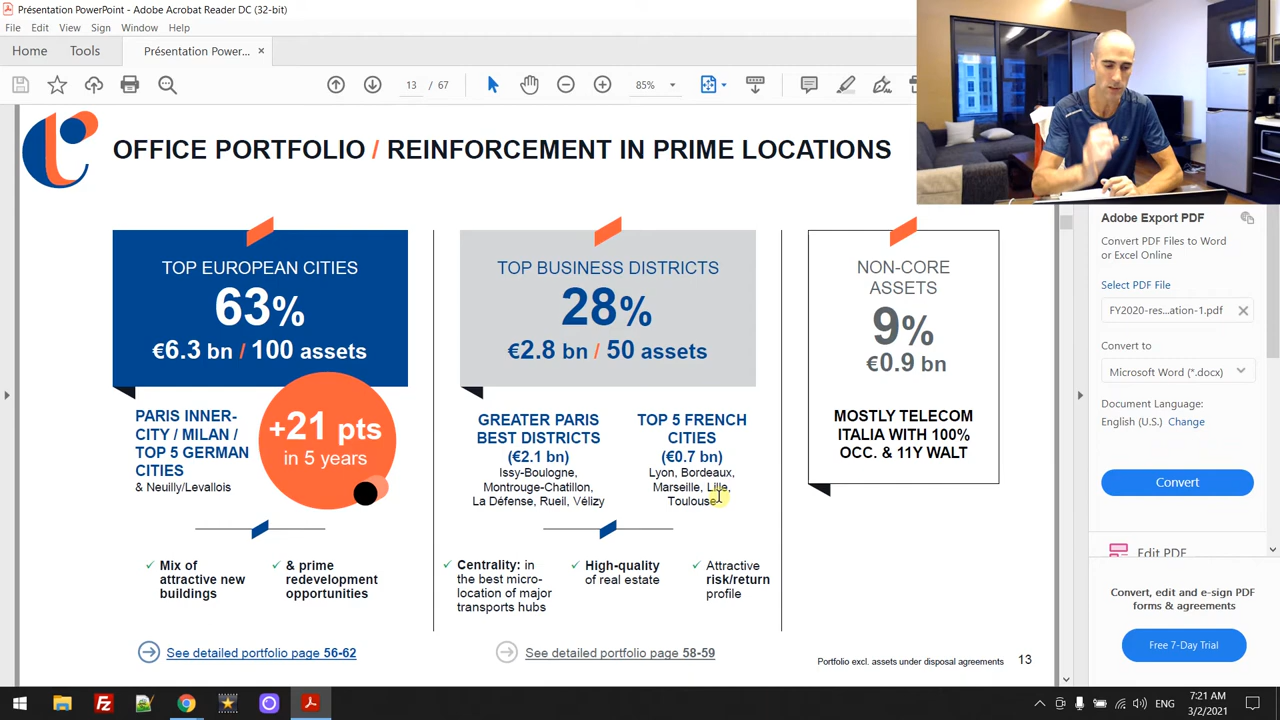 Présentation PowerPoint - Adobe Acrobat Reader DC (32-bit)
File Edit View Sign Window Help
Home Tools Présentation Power... ×
13 / 67 85%
OFFICE PORTFOLIO / REINFORCEMENT IN PRIME LOCATIONS
TOP EUROPEAN CITIES
63%
€6.3 bn / 100 assets
PARIS INNER-
CITY / MILAN /
TOP 5 GERMAN
CITIES
& Neuilly/Levallois
+21 pts
in 5 years
✓ Mix of
attractive new
buildings
✓ & prime
redevelopment
opportunities
See detailed portfolio page 56-62
TOP BUSINESS DISTRICTS
28%
€2.8 bn / 50 assets
GREATER PARIS
BEST DISTRICTS
(€2.1 bn)
Issy-Boulogne,
Montrouge-Chatillon,
La Défense, Rueil, Vélizy
TOP 5 FRENCH
CITIES
(€0.7 bn)
Lyon, Bordeaux,
Marseille, Lille,
Toulouse
✓ Centrality: in
the best micro-
location of major
transports hubs
✓ High-quality
of real estate
✓ Attractive
risk/return
profile
See detailed portfolio page 58-59
NON-CORE
ASSETS
9%
€0.9 bn
MOSTLY TELECOM
ITALIA WITH 100%
OCC. & 11Y WALT
Portfolio excl. assets under disposal agreements 13
Adobe Export PDF
Convert PDF Files to Word
or Excel Online
Select PDF File
FY2020-res...ation-1.pdf
Convert to
Microsoft Word (*.docx)
Document Language:
English (U.S.) Change
Convert
Edit PDF
Convert, edit and e-sign PDF
forms & agreements
Free 7-Day Trial
ENG
7:21 AM
3/2/2021